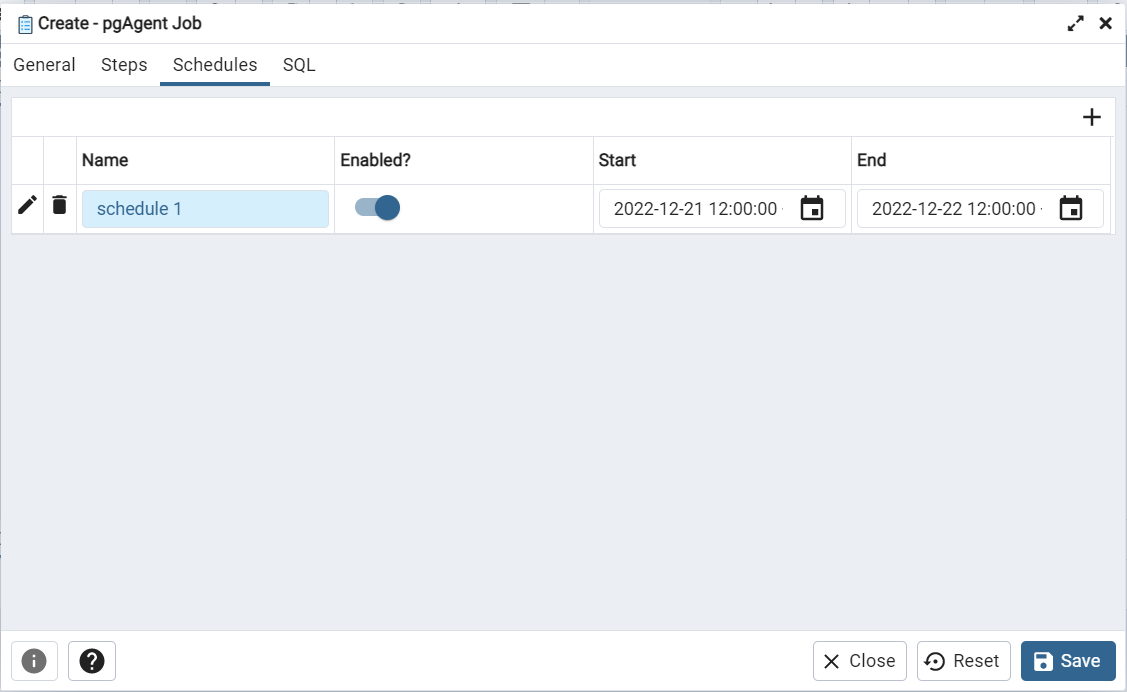 Create - pgAgent Job
General Steps Schedules SQL
Name Enabled? Start End
schedule 1 2022-12-21 12:00:00 2022-12-22 12:00:00
Close Reset Save